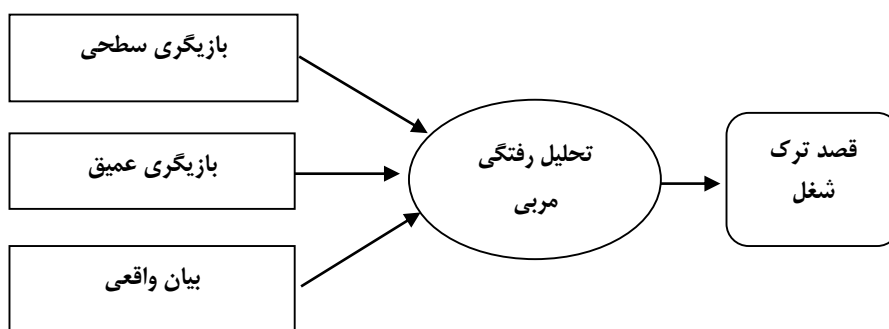 بازیگری سطحی
بازیگری عمیق
بیان واقعی
تحلیل رفتگی
مربی
قصد ترک
شغل